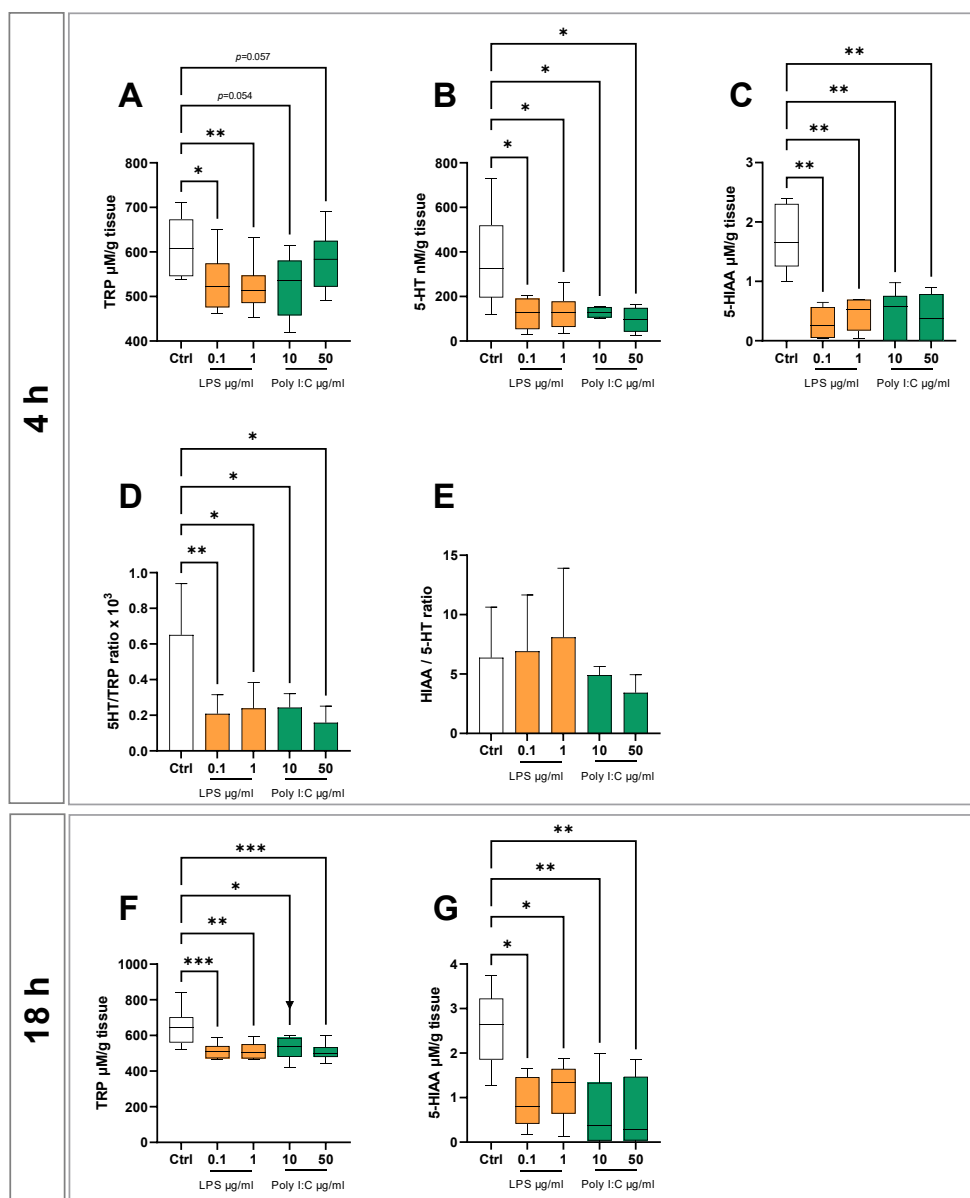 4 h
A
p=0.057
p=0.054
**
*
TRP µM/g tissue
800
700
600
500
400
Ctrl 0.1 1 10 50
LPS µg/ml Poly I:C µg/ml
B
*
*
*
*
5-HT nM/g tissue
800
600
400
200
0
Ctrl 0.1 1 10 50
LPS µg/ml Poly I:C µg/ml
C
**
**
**
**
5-HIAA µM/g tissue
3
2
1
0
Ctrl 0.1 1 10 50
LPS µg/ml Poly I:C µg/ml
D
*
*
*
**
5HT/TRP ratio x 10³
1.0
0.8
0.6
0.4
0.2
0.0
Ctrl 0.1 1 10 50
LPS µg/ml Poly I:C µg/ml
E
HIAA / 5-HT ratio
15
10
5
0
Ctrl 0.1 1 10 50
LPS µg/ml Poly I:C µg/ml
18 h
F
***
*
**
***
TRP µM/g tissue
1000
800
600
400
200
0
Ctrl 0.1 1 10 50
LPS µg/ml Poly I:C µg/ml
G
**
**
*
*
5-HIAA µM/g tissue
4
3
2
1
0
Ctrl 0.1 1 10 50
LPS µg/ml Poly I:C µg/ml